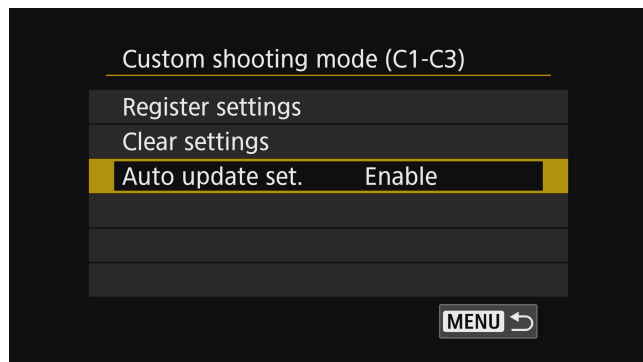 Custom shooting mode (C1-C3)
Register settings
Clear settings
Auto update set. Enable
MENU